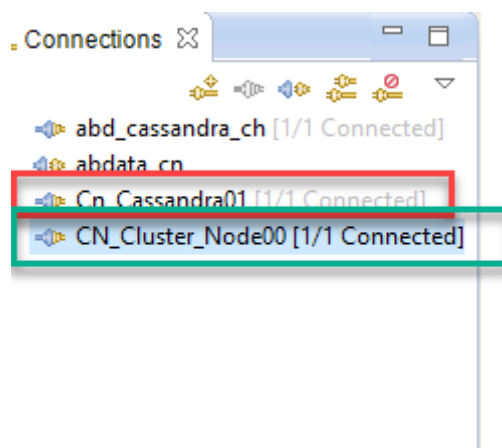 Connections
abd_cassandra_ch [1/1 Connected]
abdata_cn
Cn_Cassandra01 [1/1 Connected]
CN_Cluster_Node00 [1/1 Connected]